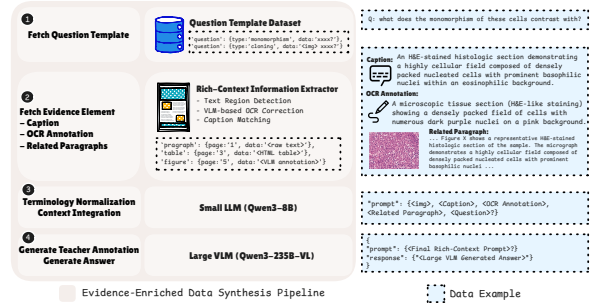 1
Fetch Question Template
Question Template Dataset
'question': {type:'monomorphism', data:'xxxx?'},
'question': {type:'cloning', data:'<img> xxxx?'}
Q: what does the monomorphism of these cells contrast with?
2
Fetch Evidence Element
– Caption
– OCR Annotation
– Related Paragraphs
Rich-Context Information Extractor
- Text Region Detection
- VLM-based OCR Correction
- Caption Matching
'pragraph': {page:'1', data:'<raw text>'},
'table': {page:'3', data:'<HTML table>'},
'figure': {page:'5', data:'<VLM annotation>'}
Caption: An H&E-stained histologic section demonstrating
a highly cellular field composed of densely
packed nucleated cells with prominent basophilic
nuclei within an eosinophilic background.
OCR Annotation:
A microscopic tissue section (H&E-like staining)
showing a densely packed field of cells with
numerous dark purple nuclei on a pink background.
Related Paragraph:
... Figure X shows a representative H&E-stained
histologic section of the sample. The micrograph
demonstrates a highly cellular field composed of
densely packed nucleated cells with prominent
basophilic nuclei ...
3
Terminology Normalization
Context Integration
Small LLM (Qwen3-8B)
"prompt": {<img>, <Caption>, <OCR Annotation>,
<Related Paragraph>, <Question>?}
4
Generate Teacher Annotation
Generate Answer
Large VLM (Qwen3-235B-VL)
{
"prompt": {<Final Rich-Context Prompt>?}
"response": {"<Large VLM Generated Answer>"}
}
Evidence-Enriched Data Synthesis Pipeline
Data Example